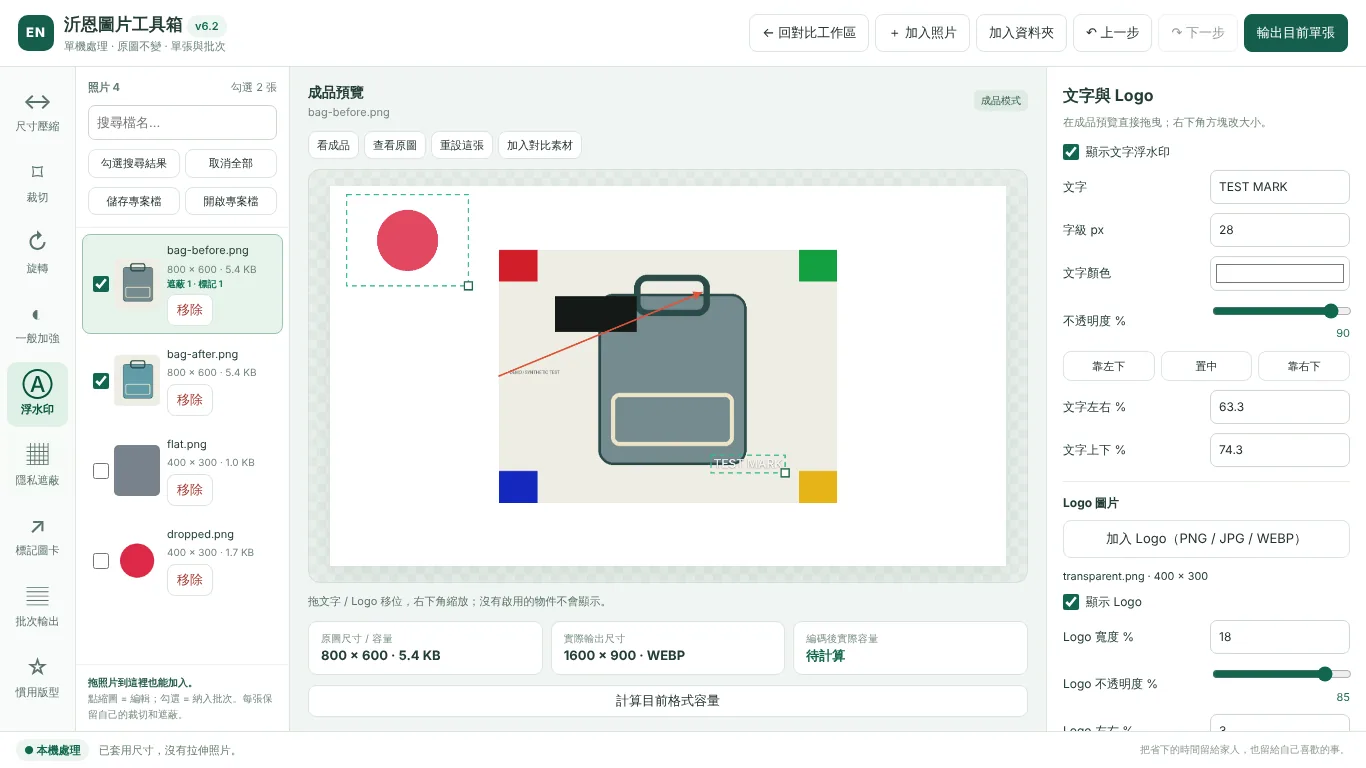 EN
沂恩圖片工具箱 v6.2
單機處理 · 原圖不變 · 單張與批次
← 回對比工作區
＋ 加入照片
加入資料夾
↶ 上一步
↷ 下一步
輸出目前單張
尺寸壓縮
裁切
旋轉
一般加強
A
浮水印
隱私遮蔽
標記圖卡
批次輸出
慣用版型
照片 4
勾選 2 張
搜尋檔名...
勾選搜尋結果
取消全部
儲存專案檔
開啟專案檔
bag-before.png
800 × 600 · 5.4 KB
遮蔽 1 · 標記 1
移除
bag-after.png
800 × 600 · 5.4 KB
移除
flat.png
400 × 300 · 1.0 KB
移除
dropped.png
400 × 300 · 1.7 KB
移除
拖照片到這裡也能加入。
點縮圖 = 編輯；勾選 = 納入批次。每張保
留自己的裁切和遮蔽。
成品預覽
bag-before.png
成品模式
看成品
查看原圖
重設這張
加入對比素材
TEST MARK
拖文字 / Logo 移位，右下角縮放；沒有啟用的物件不會顯示。
原圖尺寸 / 容量
800 × 600 · 5.4 KB
實際輸出尺寸
1600 × 900 · WEBP
編碼後實際容量
待計算
計算目前格式容量
文字與 Logo
在成品預覽直接拖曳；右下角方塊改大小。
顯示文字浮水印
文字
TEST MARK
字級 px
28
文字顏色
不透明度 %
90
靠左下
置中
靠右下
文字左右 %
63.3
文字上下 %
74.3
Logo 圖片
加入 Logo（PNG / JPG / WEBP）
transparent.png · 400 × 300
顯示 Logo
Logo 寬度 %
18
Logo 不透明度 %
85
Logo 左右 %
3
本機處理
已套用尺寸，沒有拉伸照片。
把省下的時間留給家人，也留給自己喜歡的事。